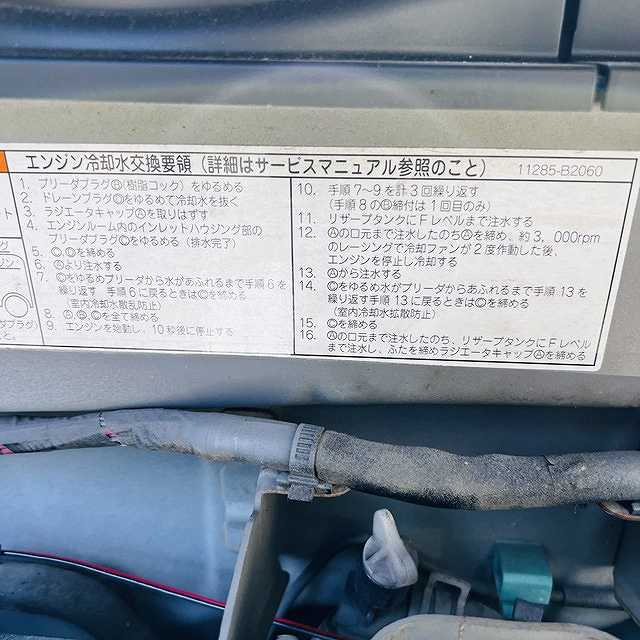 エンジン冷却水交換要領(詳細はサービスマニュアル参照のこと) 11285-B2060
1. ブリーダプラグⒷ(樹脂コック)をゆるめる
2. ドレーンプラグⒹをゆるめて冷却水を抜く
3. ラジエータキャップⒶを取りはずす
4. エンジンルーム内のインレットハウジング部の
ブリーダプラグⒸをゆるめる(排水完了)
5. を締める
6. Ⓐより注水する
7. Ⓒをゆるめブリーダから水があふれるまで手順6を
繰り返す 手順6に戻るときはⒸを締める
(室内冷却水散乱防止)
8. を全て締める
9. エンジンを始動し、10秒後に停止する
10. 手順7〜9を計3回繰り返す
(手順8のⒷ締付は1回目のみ)
11. リザーブタンクにFレベルまで注水する
12. Ⓐの口元まで注水したのちⒶを締め、約3,000rpm
のレーシングで冷却ファンが2度作動した後、
エンジンを停止し冷却する
13. Ⓐから注水する
14. Ⓒをゆるめ水がブリーダからあふれるまで手順13を
繰り返す手順13に戻るときはⒸを締める
(室内冷却水拡散防止)
15. Ⓒを締める
16. Ⓐの口元まで注水したのち、リザーブタンクにFレベル
まで注水し、ふたを締めラジエータキャップⒶを締める
ト
ジン
プラグ)
と